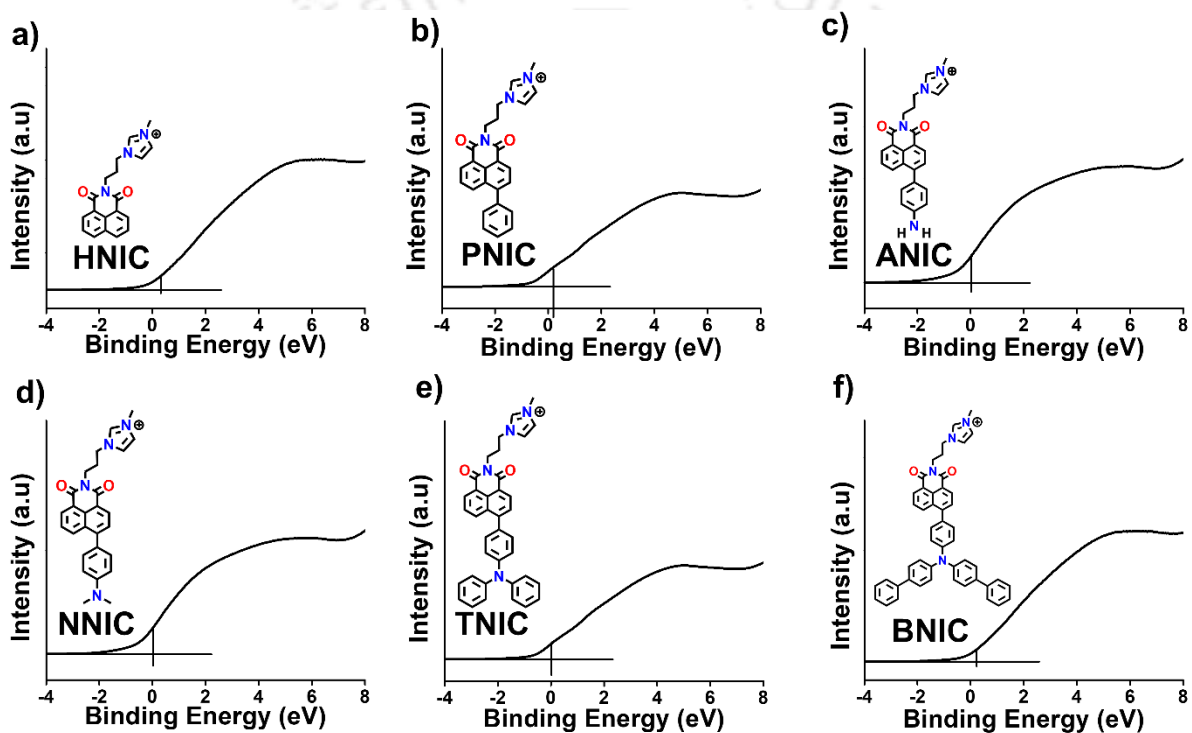 a)
Intensity (a.u)
N
N
⊕
O
N
O
HNIC
-4 -2 0 2 4 6 8
Binding Energy (eV)
b)
Intensity (a.u)
N
N
⊕
O
N
O
PNIC
-4 -2 0 2 4 6 8
Binding Energy (eV)
c)
Intensity (a.u)
N
N
⊕
O
N
O
N
H H
ANIC
-4 -2 0 2 4 6 8
Binding Energy (eV)
d)
Intensity (a.u)
N
N
⊕
O
N
O
N
NNIC
-4 -2 0 2 4 6 8
Binding Energy (eV)
e)
Intensity (a.u)
N
N
⊕
O
N
O
N
TNIC
-4 -2 0 2 4 6 8
Binding Energy (eV)
f)
Intensity (a.u)
N
N
⊕
O
N
O
N
BNIC
-4 -2 0 2 4 6 8
Binding Energy (eV)